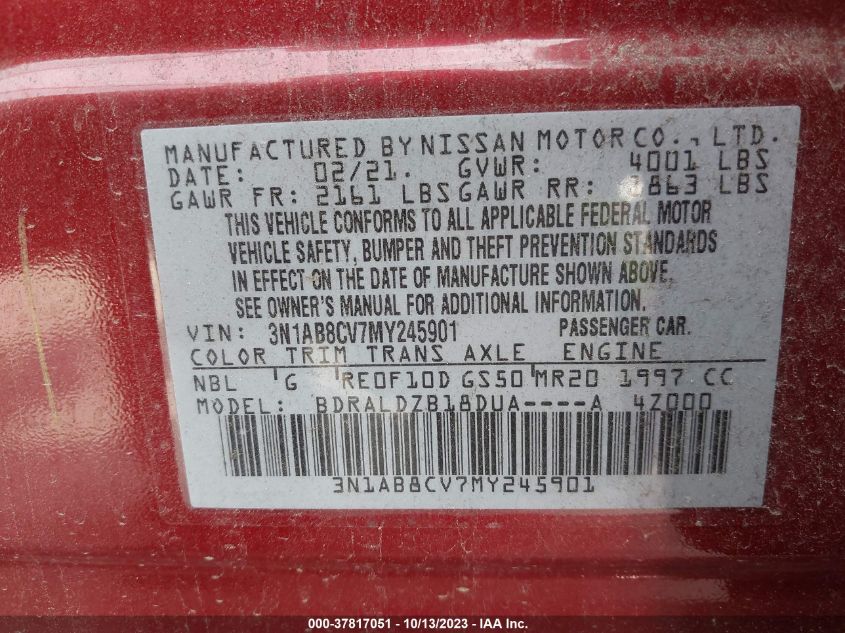 MANUFACTURED BY NISSAN MOTOR CO., LTD.
DATE: 02/21. GVWR: 4001 LBS
GAWR FR: 2161 LBS GAWR RR: 1863 LBS
THIS VEHICLE CONFORMS TO ALL APPLICABLE FEDERAL MOTOR
VEHICLE SAFETY, BUMPER AND THEFT PREVENTION STANDARDS
IN EFFECT ON THE DATE OF MANUFACTURE SHOWN ABOVE.
SEE OWNER'S MANUAL FOR ADDITIONAL INFORMATION.
VIN: 3N1AB8CV7MY245901 PASSENGER CAR.
COLOR TRIM TRANS AXLE ENGINE
NBL 'G 'RE0F10D GS50 'MR20 1997 CC
MODEL: BDRALDZB18DUA----A 4Z000
3N1AB8CV7MY245901
000-37817051 - 10/13/2023 - IAA Inc.